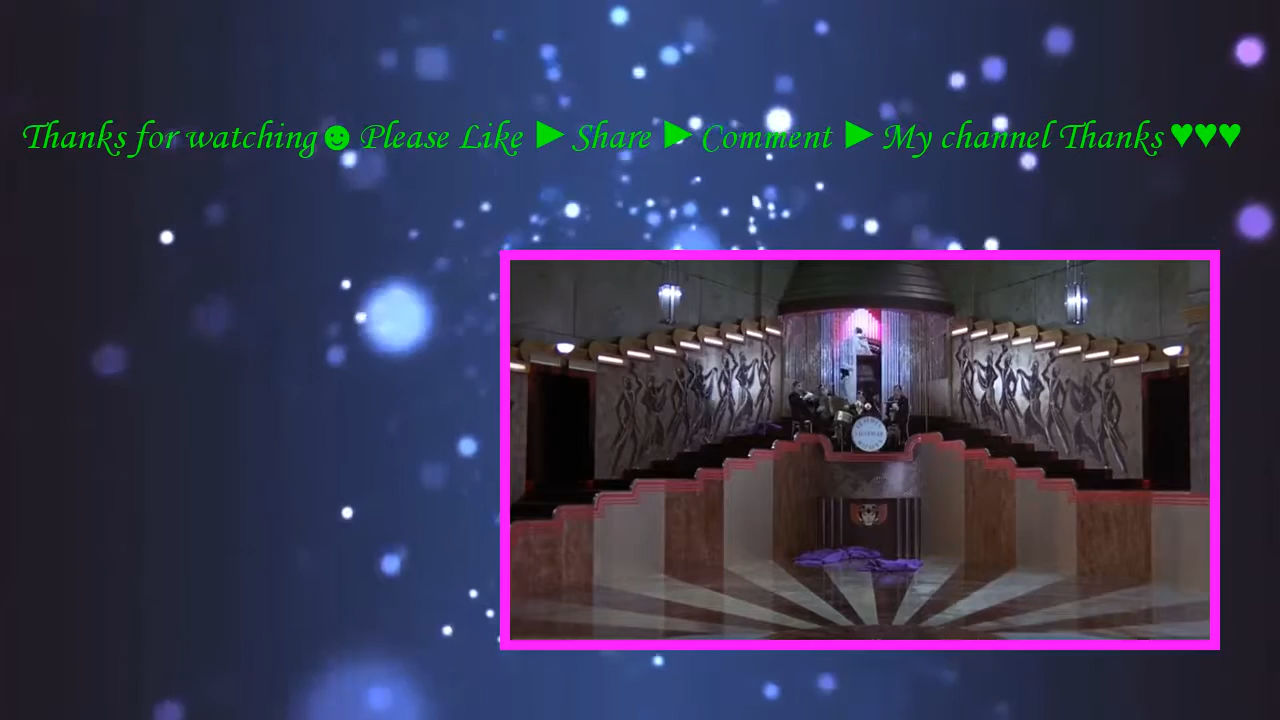 Thanks for watching☻Please Like ► Share ► Comment ► My channel Thanks ♥♥♥